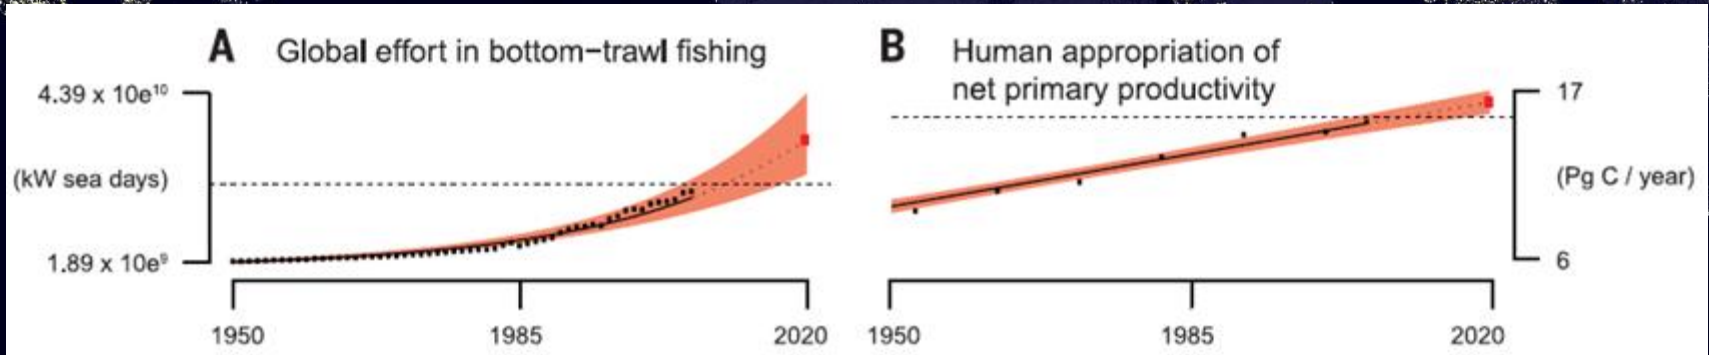 A Global effort in bottom-trawl fishing
4.39 x 10e¹⁰
(kW sea days)
1.89 x 10e⁹
1950 1985 2020
B Human appropriation of
net primary productivity
17
(Pg C / year)
6
1950 1985 2020